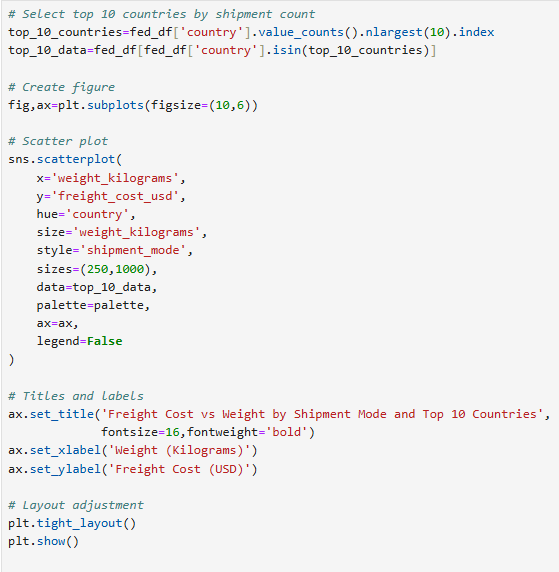 # Select top 10 countries by shipment count
top_10_countries=fed_df['country'].value_counts().nlargest(10).index
top_10_data=fed_df[fed_df['country'].isin(top_10_countries)]

# Create figure
fig,ax=plt.subplots(figsize=(10,6))

# Scatter plot
sns.scatterplot(
    x='weight_kilograms',
    y='freight_cost_usd',
    hue='country',
    size='weight_kilograms',
    style='shipment_mode',
    sizes=(250,1000),
    data=top_10_data,
    palette=palette,
    ax=ax,
    legend=False
)

# Titles and labels
ax.set_title('Freight Cost vs Weight by Shipment Mode and Top 10 Countries',
             fontsize=16,fontweight='bold')
ax.set_xlabel('Weight (Kilograms)')
ax.set_ylabel('Freight Cost (USD)')

# Layout adjustment
plt.tight_layout()
plt.show()